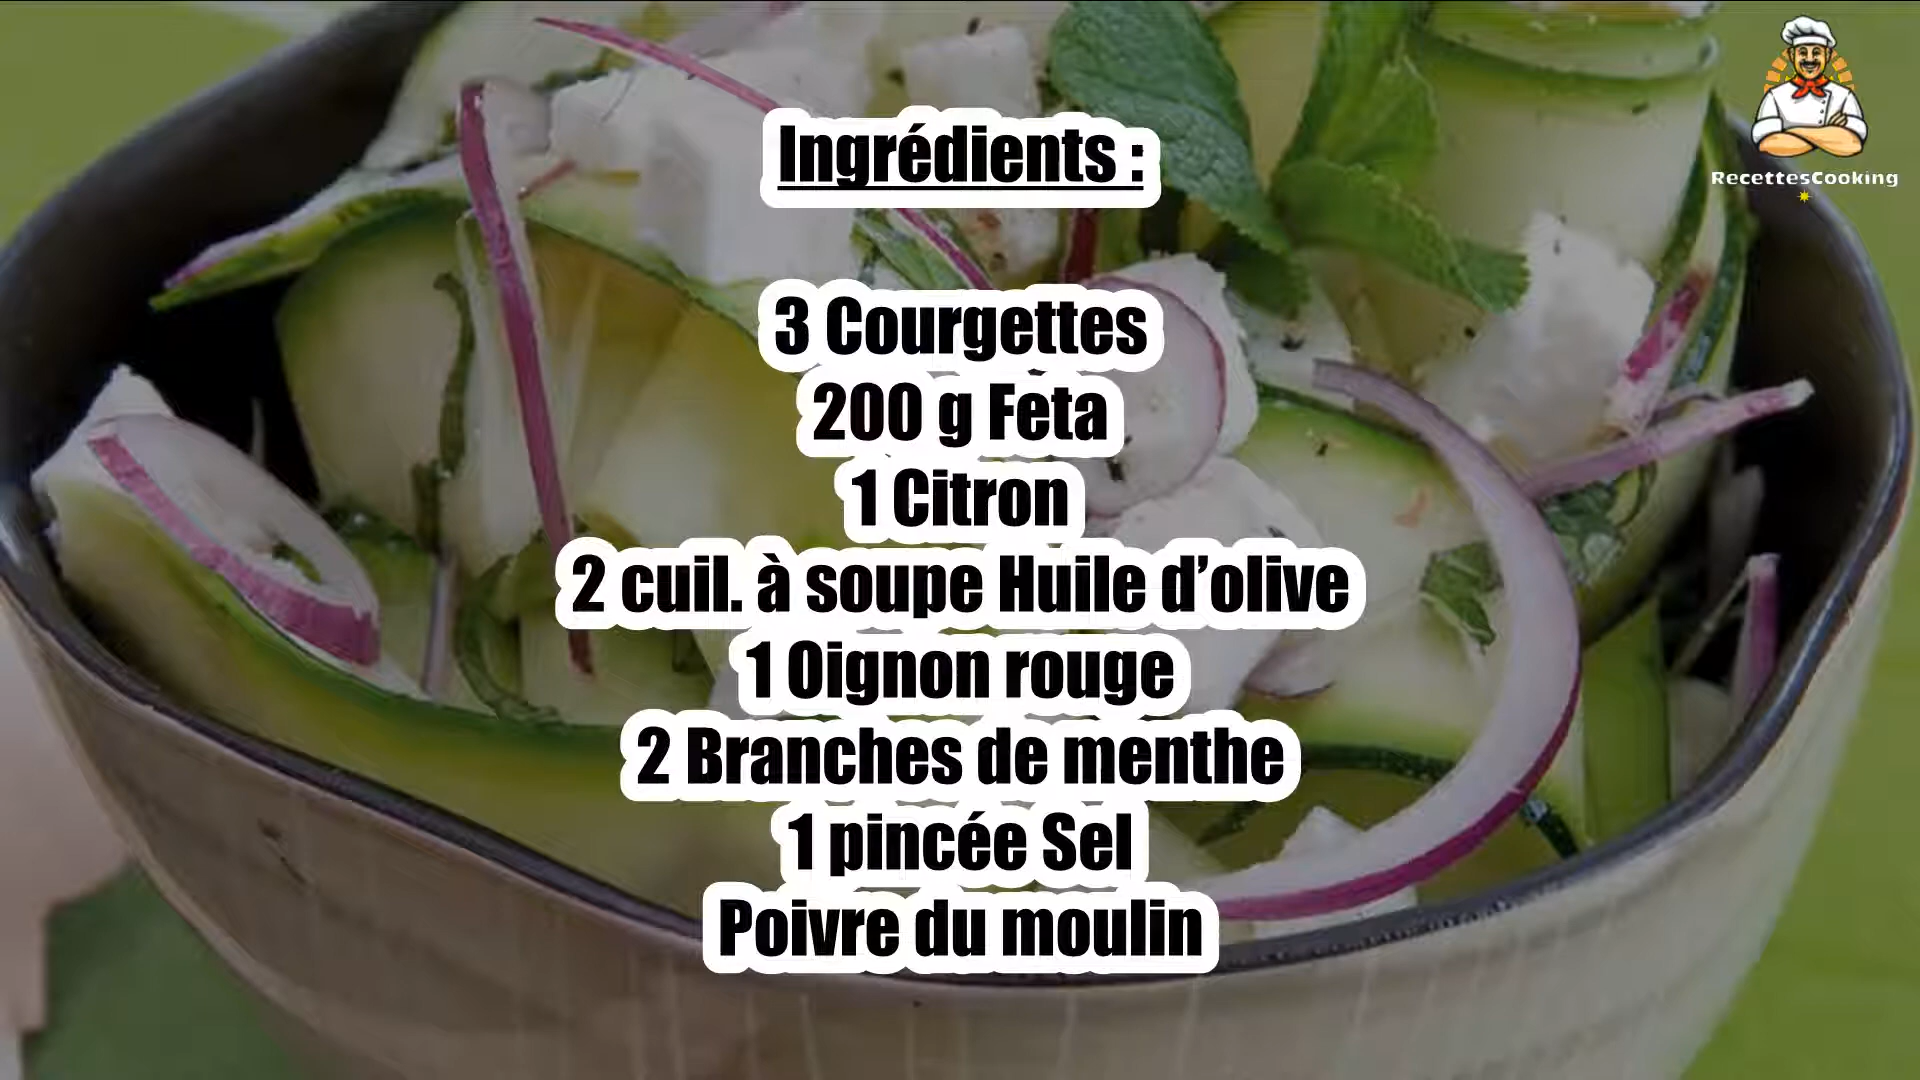 Ingrédients :
3 Courgettes
200 g Feta
1 Citron
2 cuil. à soupe Huile d’olive
1 Oignon rouge
2 Branches de menthe
1 pincée Sel
Poivre du moulin
RecettesCooking